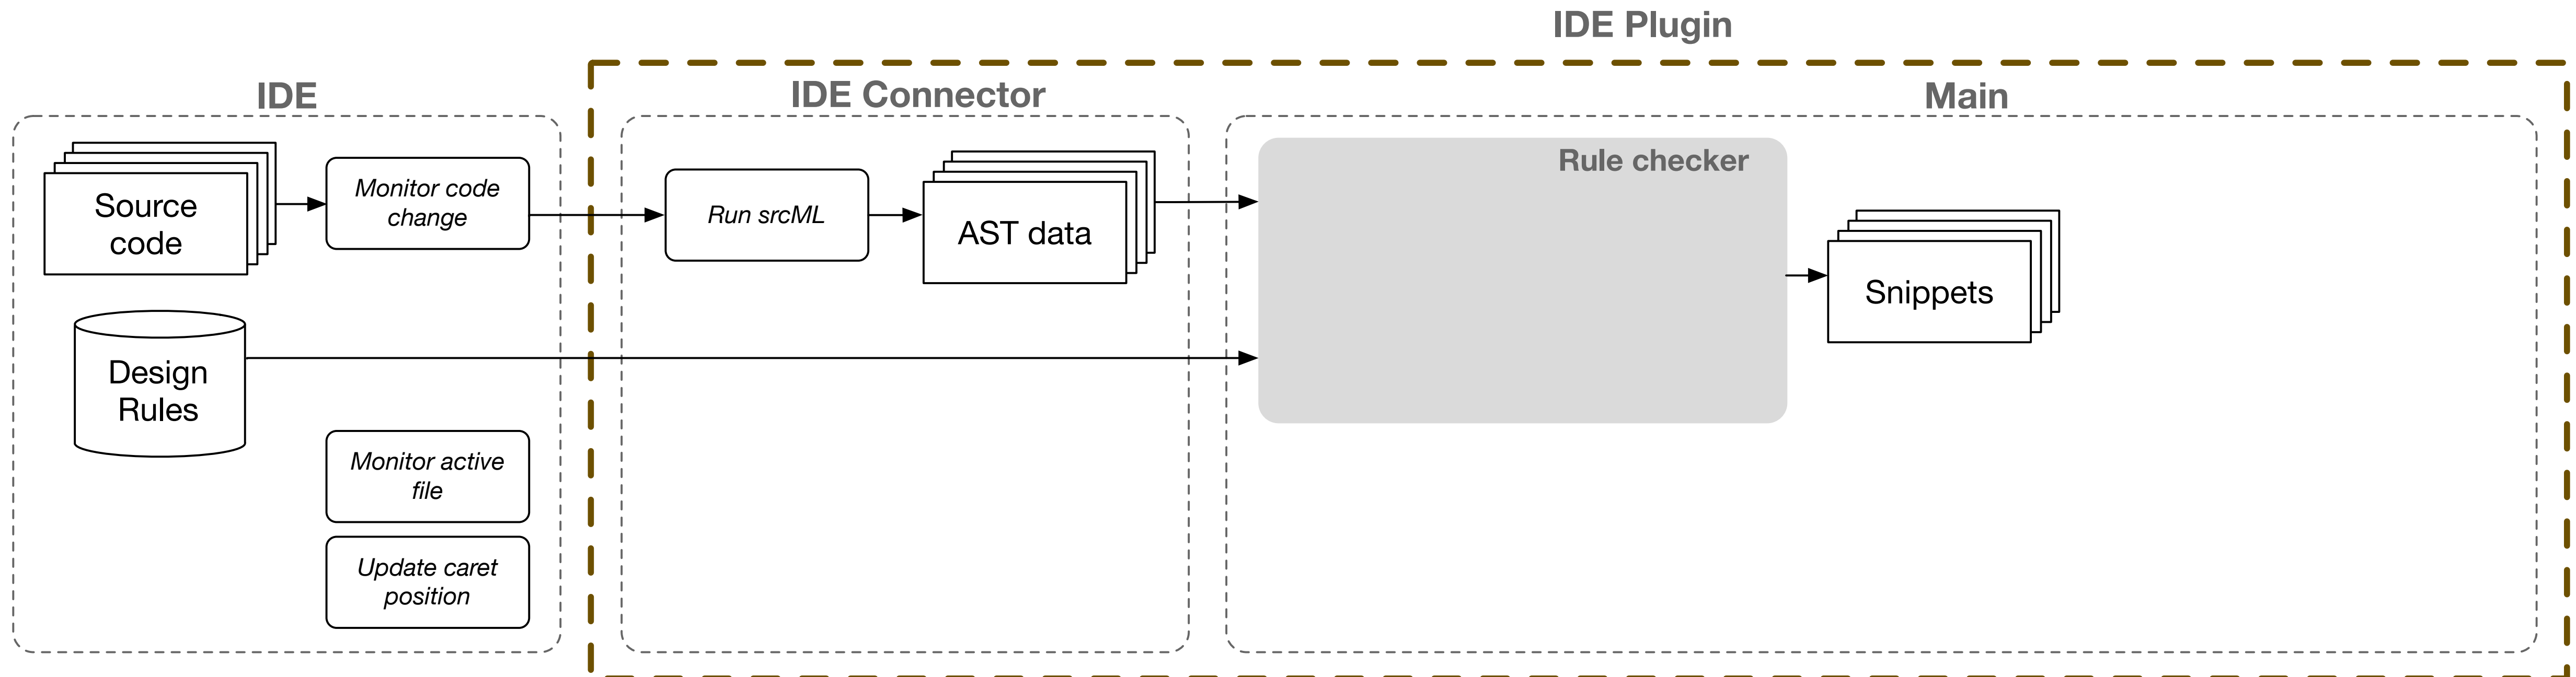 IDE Plugin
IDE
IDE Connector
Main
Source
code
Monitor code
change
Run srcML
AST data
Rule checker
Snippets
Design
Rules
Monitor active
file
Update caret
position